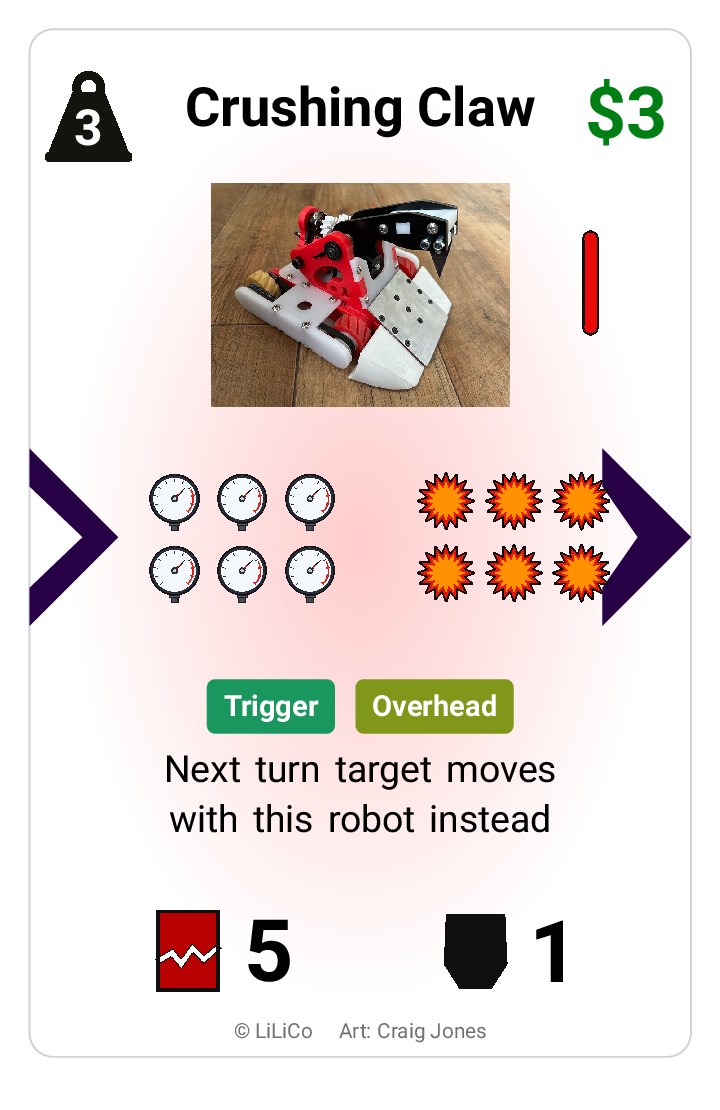 3
Crushing Claw
$3
Trigger
Overhead
Next turn target moves
with this robot instead
5
1
© LiLiCo Art: Craig Jones